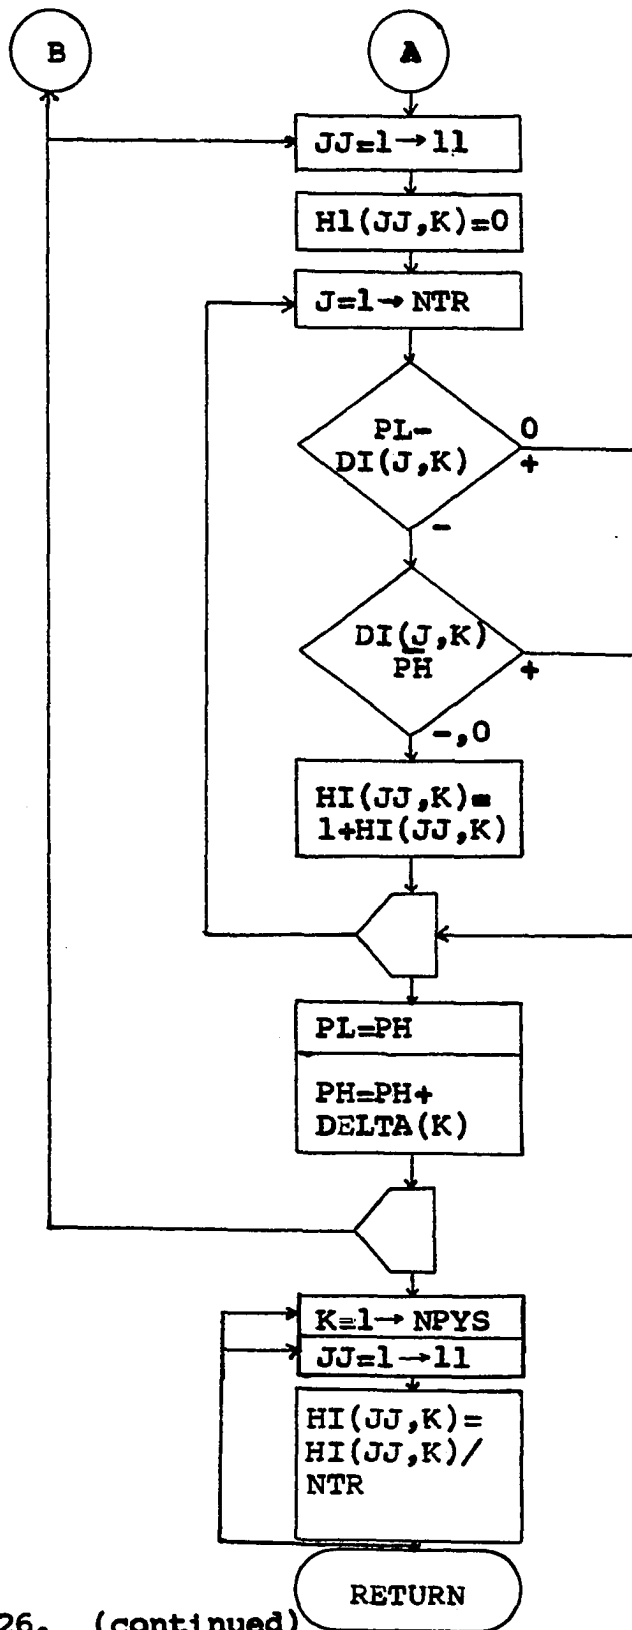 B
A
JJ=1→11
H1(JJ,K)=0
J=1→NTR
PL-
DI(J,K)
0
+
-
DI(J,K)
-
PH
+
-,0
HI(JJ,K)=
1+HI(JJ,K)
PL=PH
PH=PH+
DELTA(K)
K=1→NPYS
JJ=1→11
HI(JJ,K)=
HI(JJ,K)/
NTR
RETURN
26. (continued)